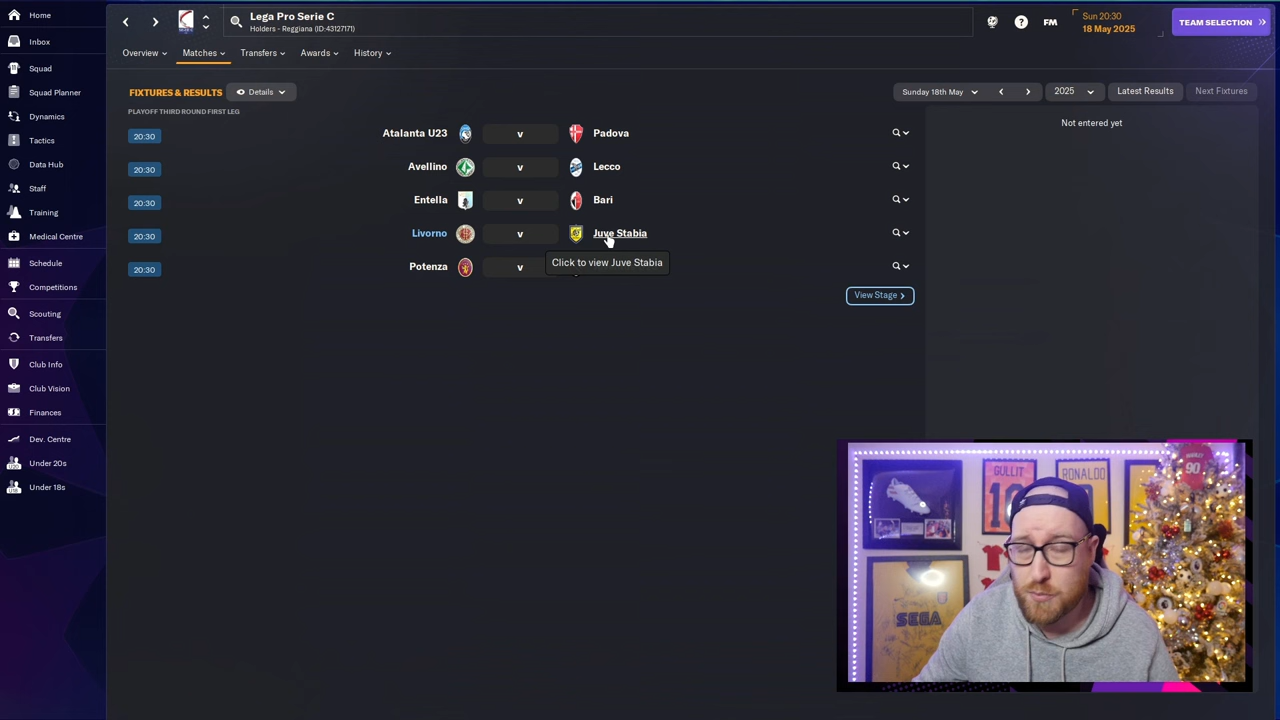 Home
Inbox
Squad
Squad Planner
Dynamics
Tactics
Data Hub
Staff
Training
Medical Centre
Schedule
Competitions
Scouting
Transfers
Club Info
Club Vision
Finances
Dev. Centre
Under 20s
Under 18s
Lega Pro Serie C
Holders - Reggiana (ID:43127171)
? FM
Sun 20:30
18 May 2025
TEAM SELECTION
Overview Matches Transfers Awards History
FIXTURES & RESULTS Details
Sunday 18th May 2025 Latest Results Next Fixtures
PLAYOFF THIRD ROUND FIRST LEG
20:30 Atalanta U23 v Padova
20:30 Avellino v Lecco
20:30 Entella v Bari
20:30 Livorno v Juve Stabia
20:30 Potenza v
Click to view Juve Stabia
View Stage
Not entered yet
GULLIT
10
RONALDO
90
SEGA